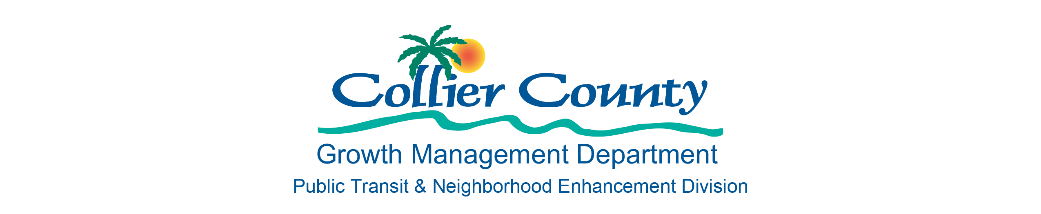 Collier County
Growth Management Department
Public Transit & Neighborhood Enhancement Division